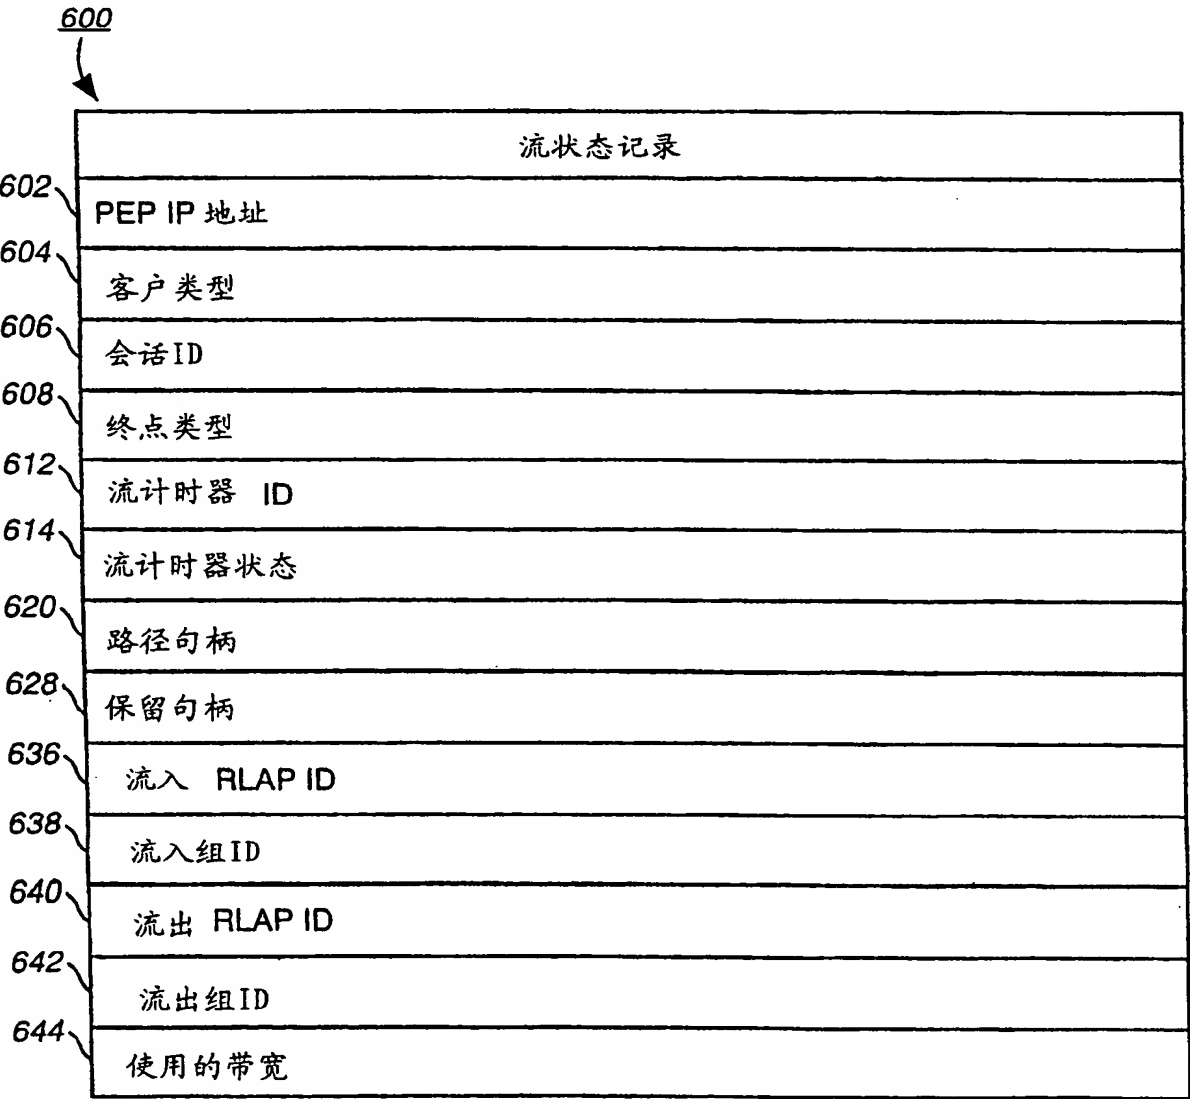 600
流状态记录
602 PEP IP 地址
604 客户类型
606 会话ID
608 终点类型
612 流计时器 ID
614 流计时器状态
620 路径句柄
628 保留句柄
636 流入 RLAP ID
638 流入组ID
640 流出 RLAP ID
642 流出组ID
644 使用的带宽